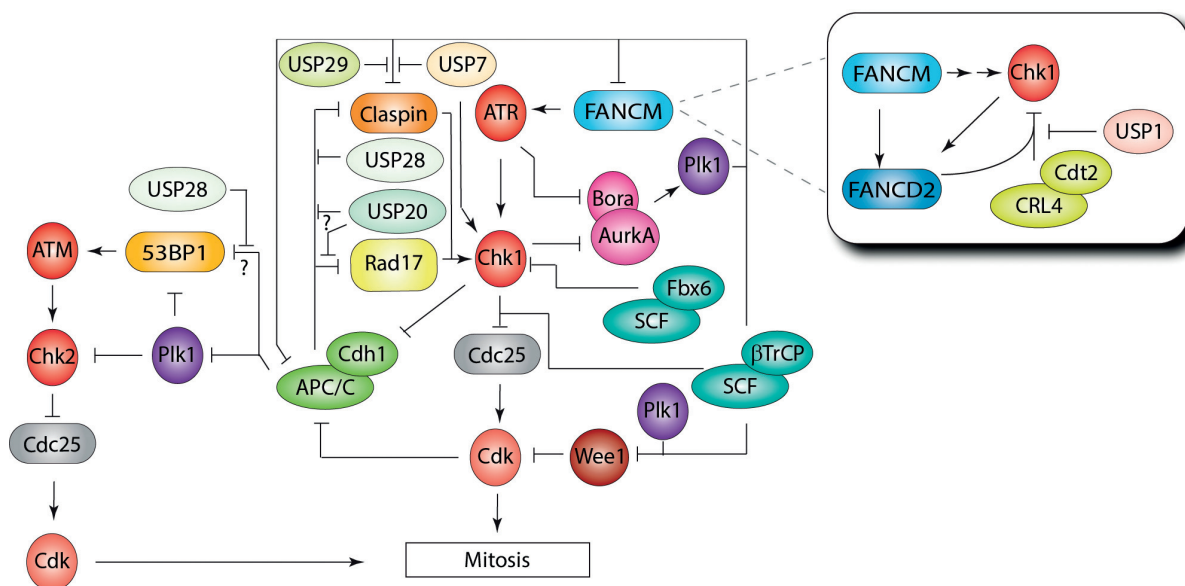 USP29
USP7
Claspin
ATR
FANCM
Plk1
USP28
USP28
USP20
?
Bora
AurkA
ATM
53BP1
?
Rad17
Chk1
Fbx6
SCF
Chk2
Plk1
Cdh1
APC/C
Cdc25
βTrCP
SCF
Plk1
Cdc25
Cdk
Wee1
Cdk
Mitosis
FANCM
Chk1
USP1
Cdt2
FANCD2
CRL4